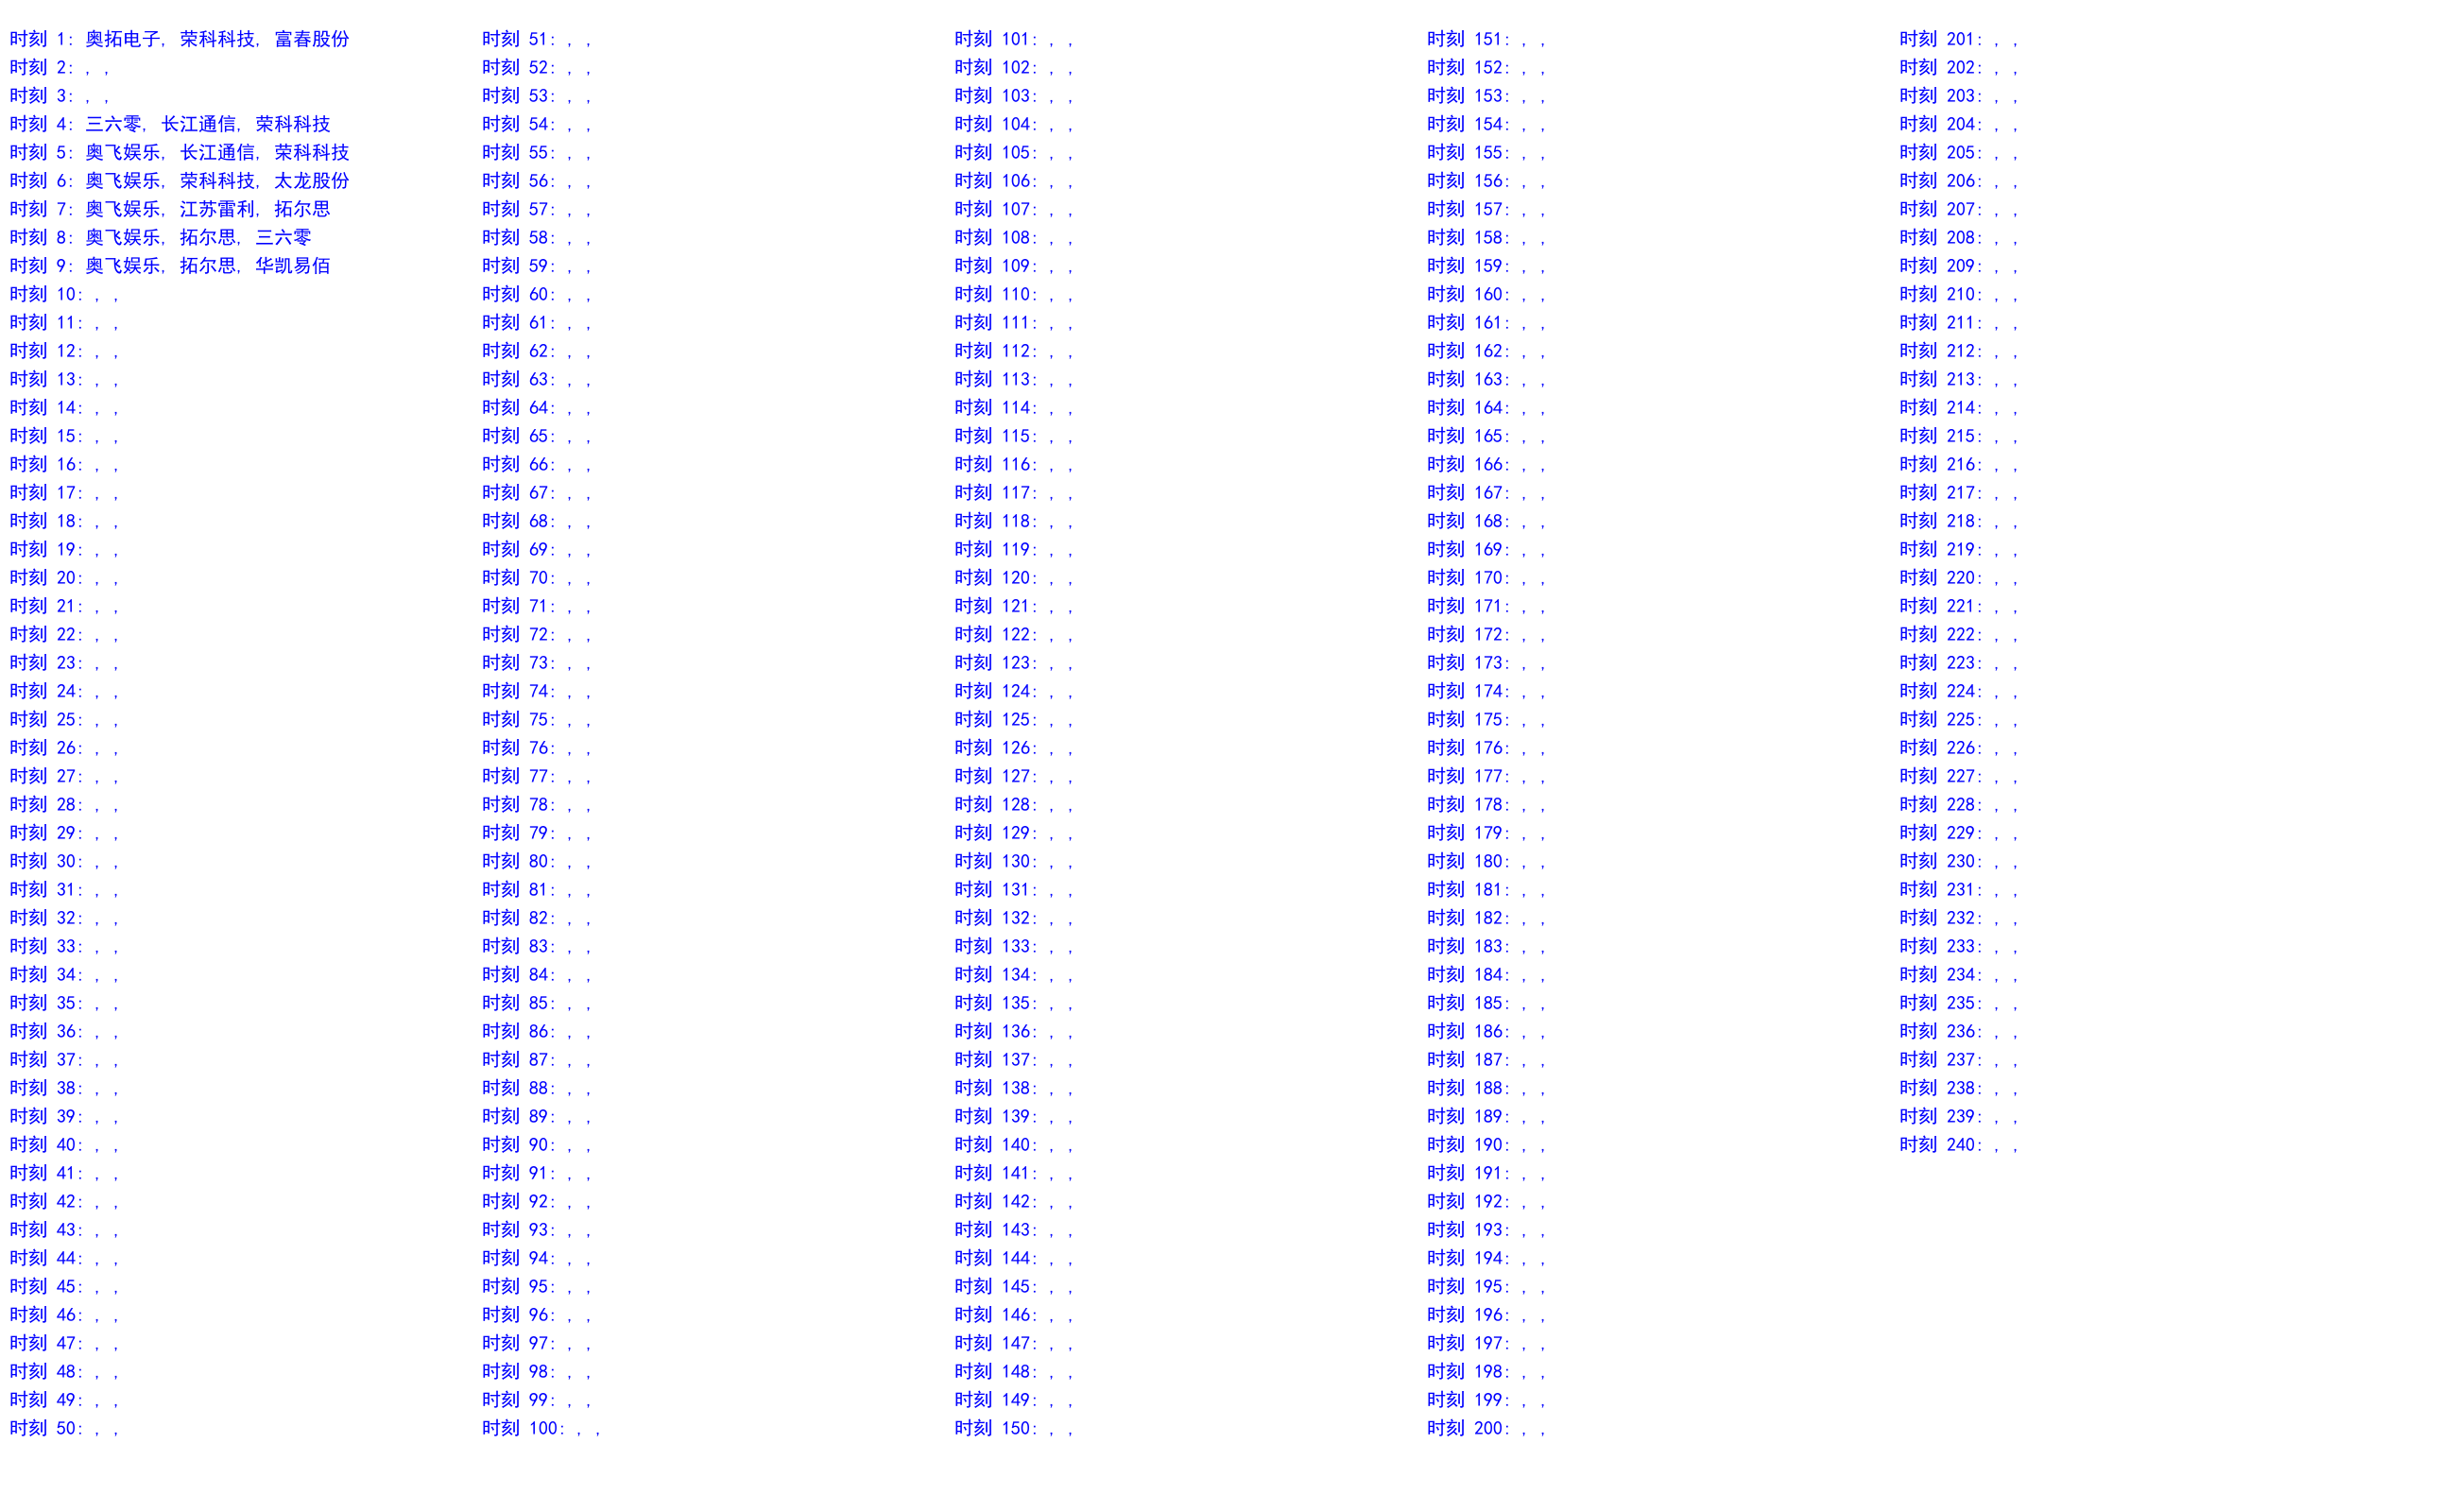 时刻 1: 奥拓电子, 荣科科技, 富春股份
时刻 2: , ,
时刻 3: , ,
时刻 4: 三六零, 长江通信, 荣科科技
时刻 5: 奥飞娱乐, 长江通信, 荣科科技
时刻 6: 奥飞娱乐, 荣科科技, 太龙股份
时刻 7: 奥飞娱乐, 江苏雷利, 拓尔思
时刻 8: 奥飞娱乐, 拓尔思, 三六零
时刻 9: 奥飞娱乐, 拓尔思, 华凯易佰
时刻 10: , ,
时刻 11: , ,
时刻 12: , ,
时刻 13: , ,
时刻 14: , ,
时刻 15: , ,
时刻 16: , ,
时刻 17: , ,
时刻 18: , ,
时刻 19: , ,
时刻 20: , ,
时刻 21: , ,
时刻 22: , ,
时刻 23: , ,
时刻 24: , ,
时刻 25: , ,
时刻 26: , ,
时刻 27: , ,
时刻 28: , ,
时刻 29: , ,
时刻 30: , ,
时刻 31: , ,
时刻 32: , ,
时刻 33: , ,
时刻 34: , ,
时刻 35: , ,
时刻 36: , ,
时刻 37: , ,
时刻 38: , ,
时刻 39: , ,
时刻 40: , ,
时刻 41: , ,
时刻 42: , ,
时刻 43: , ,
时刻 44: , ,
时刻 45: , ,
时刻 46: , ,
时刻 47: , ,
时刻 48: , ,
时刻 49: , ,
时刻 50: , ,
时刻 51: , ,
时刻 52: , ,
时刻 53: , ,
时刻 54: , ,
时刻 55: , ,
时刻 56: , ,
时刻 57: , ,
时刻 58: , ,
时刻 59: , ,
时刻 60: , ,
时刻 61: , ,
时刻 62: , ,
时刻 63: , ,
时刻 64: , ,
时刻 65: , ,
时刻 66: , ,
时刻 67: , ,
时刻 68: , ,
时刻 69: , ,
时刻 70: , ,
时刻 71: , ,
时刻 72: , ,
时刻 73: , ,
时刻 74: , ,
时刻 75: , ,
时刻 76: , ,
时刻 77: , ,
时刻 78: , ,
时刻 79: , ,
时刻 80: , ,
时刻 81: , ,
时刻 82: , ,
时刻 83: , ,
时刻 84: , ,
时刻 85: , ,
时刻 86: , ,
时刻 87: , ,
时刻 88: , ,
时刻 89: , ,
时刻 90: , ,
时刻 91: , ,
时刻 92: , ,
时刻 93: , ,
时刻 94: , ,
时刻 95: , ,
时刻 96: , ,
时刻 97: , ,
时刻 98: , ,
时刻 99: , ,
时刻 100: , ,
时刻 101: , ,
时刻 102: , ,
时刻 103: , ,
时刻 104: , ,
时刻 105: , ,
时刻 106: , ,
时刻 107: , ,
时刻 108: , ,
时刻 109: , ,
时刻 110: , ,
时刻 111: , ,
时刻 112: , ,
时刻 113: , ,
时刻 114: , ,
时刻 115: , ,
时刻 116: , ,
时刻 117: , ,
时刻 118: , ,
时刻 119: , ,
时刻 120: , ,
时刻 121: , ,
时刻 122: , ,
时刻 123: , ,
时刻 124: , ,
时刻 125: , ,
时刻 126: , ,
时刻 127: , ,
时刻 128: , ,
时刻 129: , ,
时刻 130: , ,
时刻 131: , ,
时刻 132: , ,
时刻 133: , ,
时刻 134: , ,
时刻 135: , ,
时刻 136: , ,
时刻 137: , ,
时刻 138: , ,
时刻 139: , ,
时刻 140: , ,
时刻 141: , ,
时刻 142: , ,
时刻 143: , ,
时刻 144: , ,
时刻 145: , ,
时刻 146: , ,
时刻 147: , ,
时刻 148: , ,
时刻 149: , ,
时刻 150: , ,
时刻 151: , ,
时刻 152: , ,
时刻 153: , ,
时刻 154: , ,
时刻 155: , ,
时刻 156: , ,
时刻 157: , ,
时刻 158: , ,
时刻 159: , ,
时刻 160: , ,
时刻 161: , ,
时刻 162: , ,
时刻 163: , ,
时刻 164: , ,
时刻 165: , ,
时刻 166: , ,
时刻 167: , ,
时刻 168: , ,
时刻 169: , ,
时刻 170: , ,
时刻 171: , ,
时刻 172: , ,
时刻 173: , ,
时刻 174: , ,
时刻 175: , ,
时刻 176: , ,
时刻 177: , ,
时刻 178: , ,
时刻 179: , ,
时刻 180: , ,
时刻 181: , ,
时刻 182: , ,
时刻 183: , ,
时刻 184: , ,
时刻 185: , ,
时刻 186: , ,
时刻 187: , ,
时刻 188: , ,
时刻 189: , ,
时刻 190: , ,
时刻 191: , ,
时刻 192: , ,
时刻 193: , ,
时刻 194: , ,
时刻 195: , ,
时刻 196: , ,
时刻 197: , ,
时刻 198: , ,
时刻 199: , ,
时刻 200: , ,
时刻 201: , ,
时刻 202: , ,
时刻 203: , ,
时刻 204: , ,
时刻 205: , ,
时刻 206: , ,
时刻 207: , ,
时刻 208: , ,
时刻 209: , ,
时刻 210: , ,
时刻 211: , ,
时刻 212: , ,
时刻 213: , ,
时刻 214: , ,
时刻 215: , ,
时刻 216: , ,
时刻 217: , ,
时刻 218: , ,
时刻 219: , ,
时刻 220: , ,
时刻 221: , ,
时刻 222: , ,
时刻 223: , ,
时刻 224: , ,
时刻 225: , ,
时刻 226: , ,
时刻 227: , ,
时刻 228: , ,
时刻 229: , ,
时刻 230: , ,
时刻 231: , ,
时刻 232: , ,
时刻 233: , ,
时刻 234: , ,
时刻 235: , ,
时刻 236: , ,
时刻 237: , ,
时刻 238: , ,
时刻 239: , ,
时刻 240: , ,